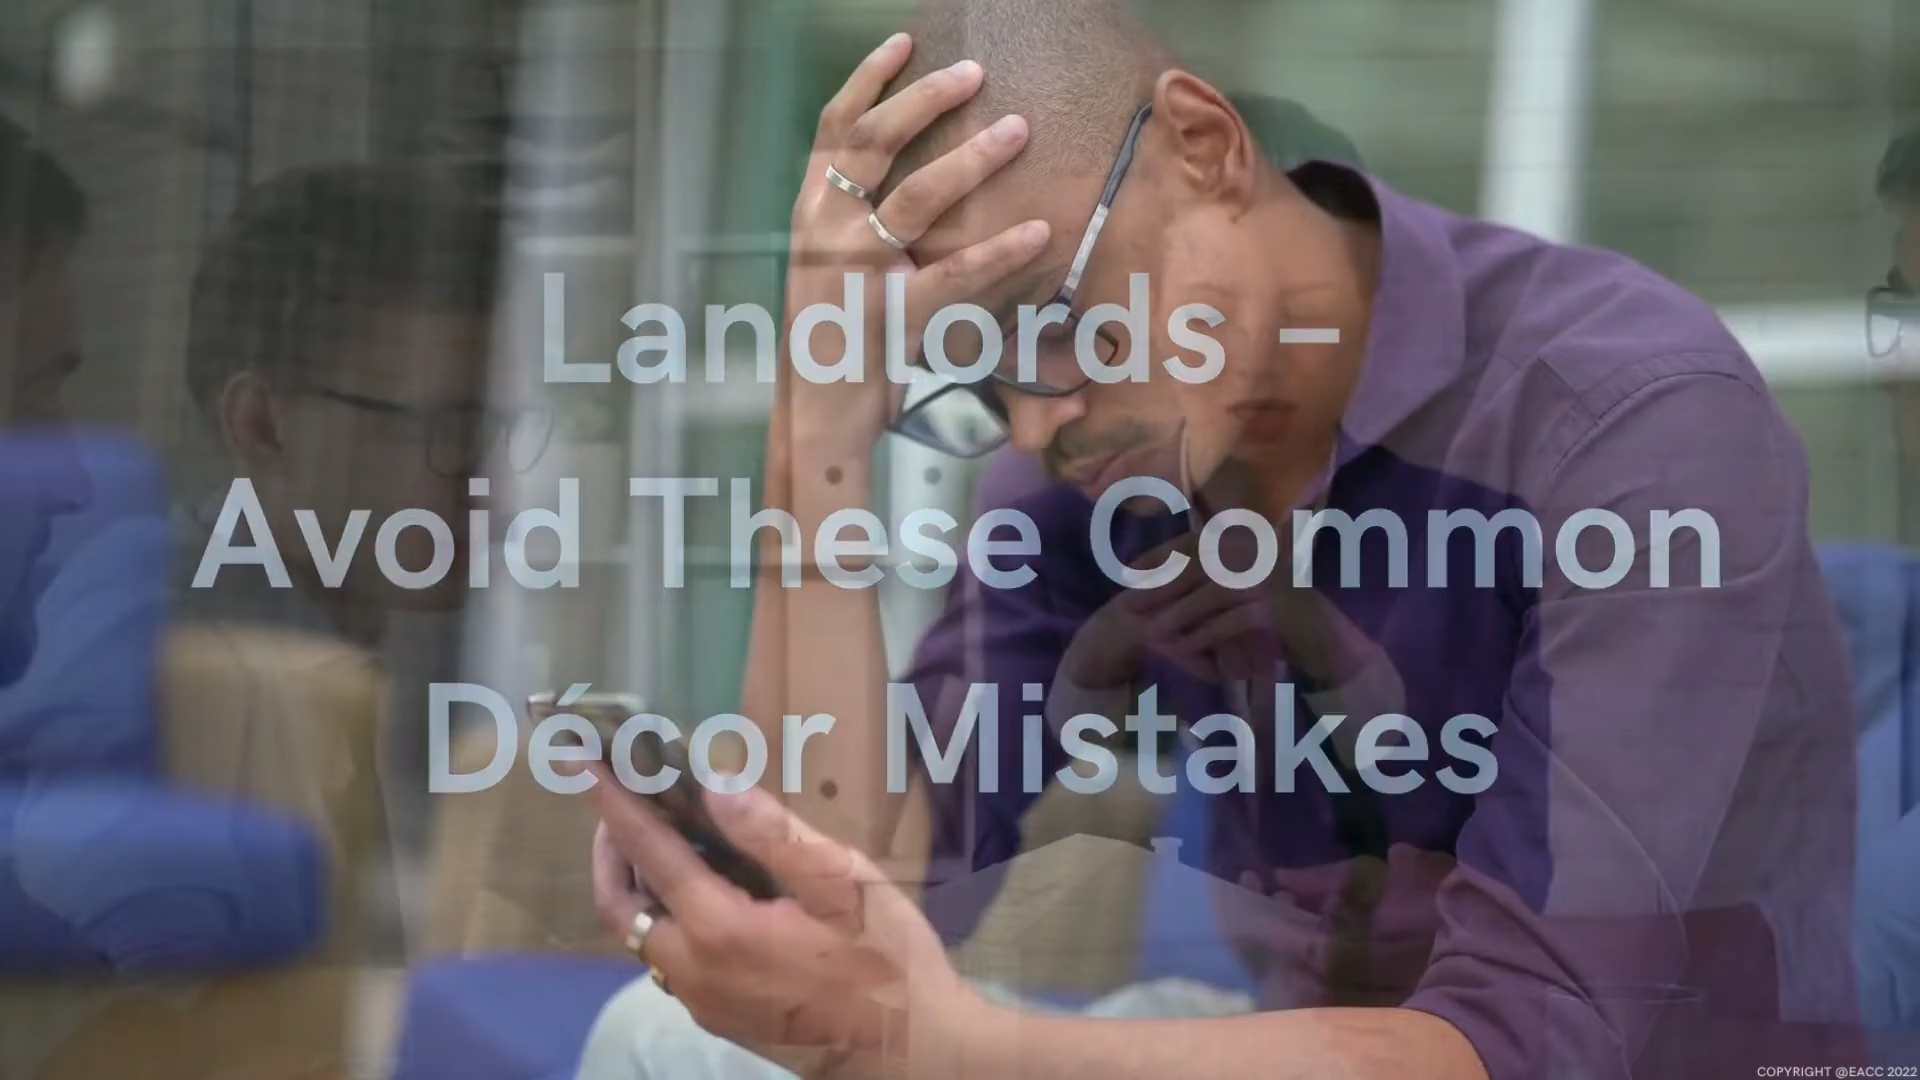 Landlords –
Avoid These Common
Décor Mistakes
COPYRIGHT @EACC 2022